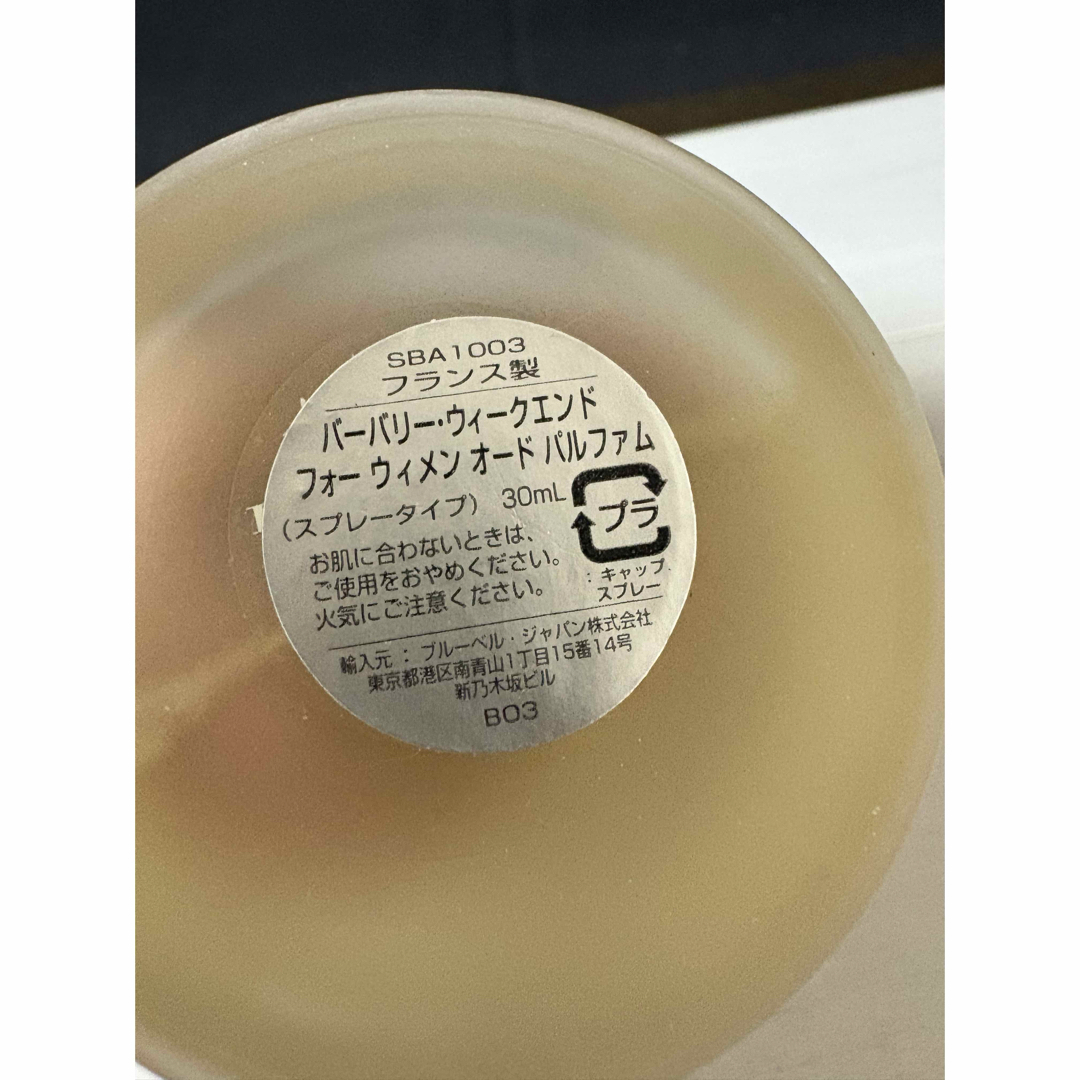 SBA1003
フランス製
バーバリー・ウィークエンド
フォー ウィメン オード パルファム
(スプレータイプ) 30mL
プラ
：キャップ、
スプレー
お肌に合わないときは、
ご使用をおやめください。
火気にご注意ください。
輸入元：ブルーベル・ジャパン株式会社
東京都港区南青山1丁目15番14号
新乃木坂ビル
B03